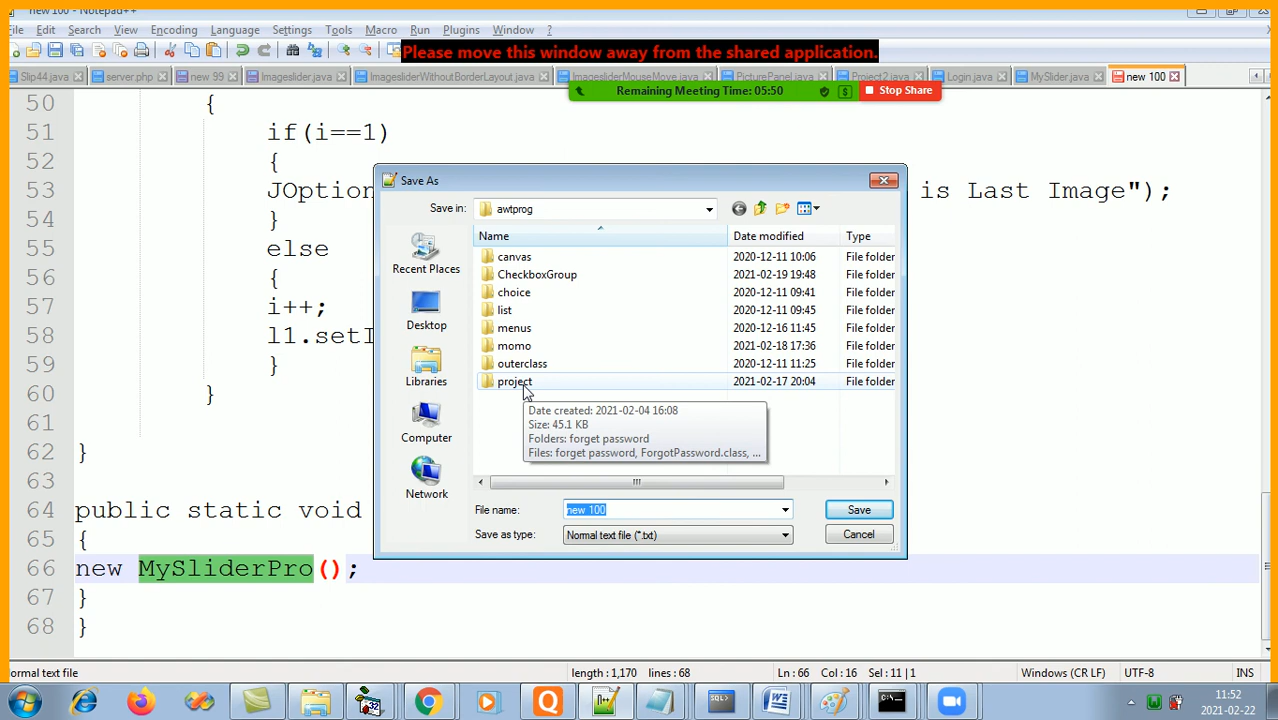 new 100 - Notepad++
File Edit Search View Encoding Language Settings Tools Macro Run Plugins Window ?
Please move this window away from the shared application.
Slip44.java server.php new 99 Imageslider.java ImagesliderWithoutBorderLayout.java ImagesliderMouseMove.java PicturePanel.java Project2.java Login.java MySlider.java new 100
Remaining Meeting Time: 05:50 Stop Share
50 {
51 if(i==1)
52 {
53 JOption is Last Image");
54 }
55 else
56 {
57 i++;
58 l1.setI
59 }
60 }
61
62 }
63
64 public static void
65 {
66 new MySliderPro();
67 }
68 }
Save As
Save in: awtprog
Recent Places
Desktop
Libraries
Computer
Network
Name Date modified Type
canvas 2020-12-11 10:06 File folder
CheckboxGroup 2021-02-19 19:48 File folder
choice 2020-12-11 09:41 File folder
list 2020-12-11 09:45 File folder
menus 2020-12-16 11:45 File folder
momo 2021-02-18 17:36 File folder
outerclass 2020-12-11 11:25 File folder
project 2021-02-17 20:04 File folder
Date created: 2021-02-04 16:08
Size: 45.1 KB
Folders: forget password
Files: forget password, ForgotPassword.class, ...
File name: new 100 Save
Save as type: Normal text file (*.txt) Cancel
ormal text file length : 1,170 lines : 68 Ln : 66 Col : 16 Sel : 11 | 1 Windows (CR LF) UTF-8 INS
11:52
2021-02-22